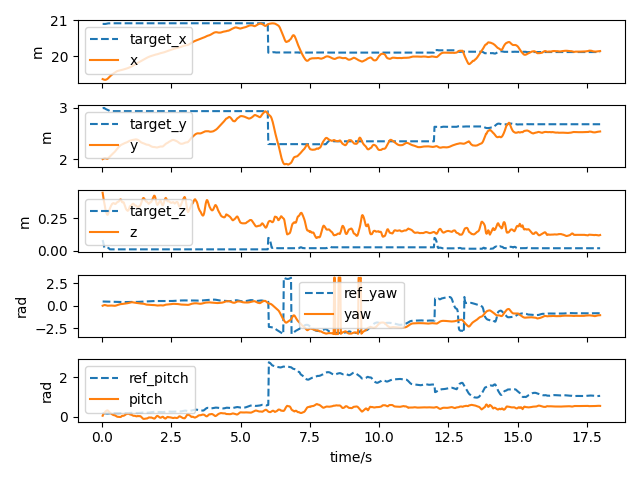 21
20
m
target_x
x
3
2
m
target_y
y
0.25
0.00
m
target_z
z
2.5
0.0
−2.5
rad
ref_yaw
yaw
2
0
rad
ref_pitch
pitch
0.0 2.5 5.0 7.5 10.0 12.5 15.0 17.5
time/s